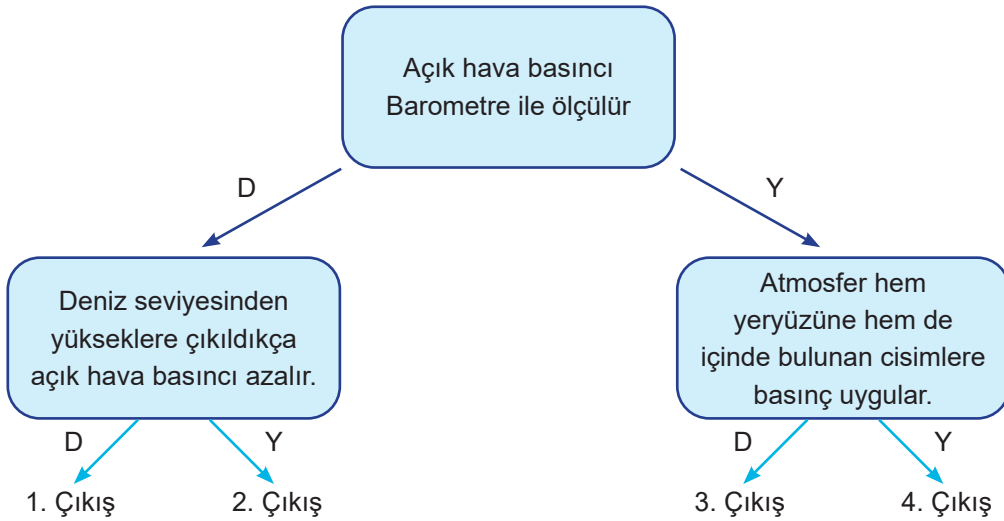 Açık hava basıncı
Barometre ile ölçülür
D
Y
Deniz seviyesinden
yükseklere çıkıldıkça
açık hava basıncı azalır.
Atmosfer hem
yeryüzüne hem de
içinde bulunan cisimlere
basınç uygular.
D
Y
D
Y
1. Çıkış
2. Çıkış
3. Çıkış
4. Çıkış